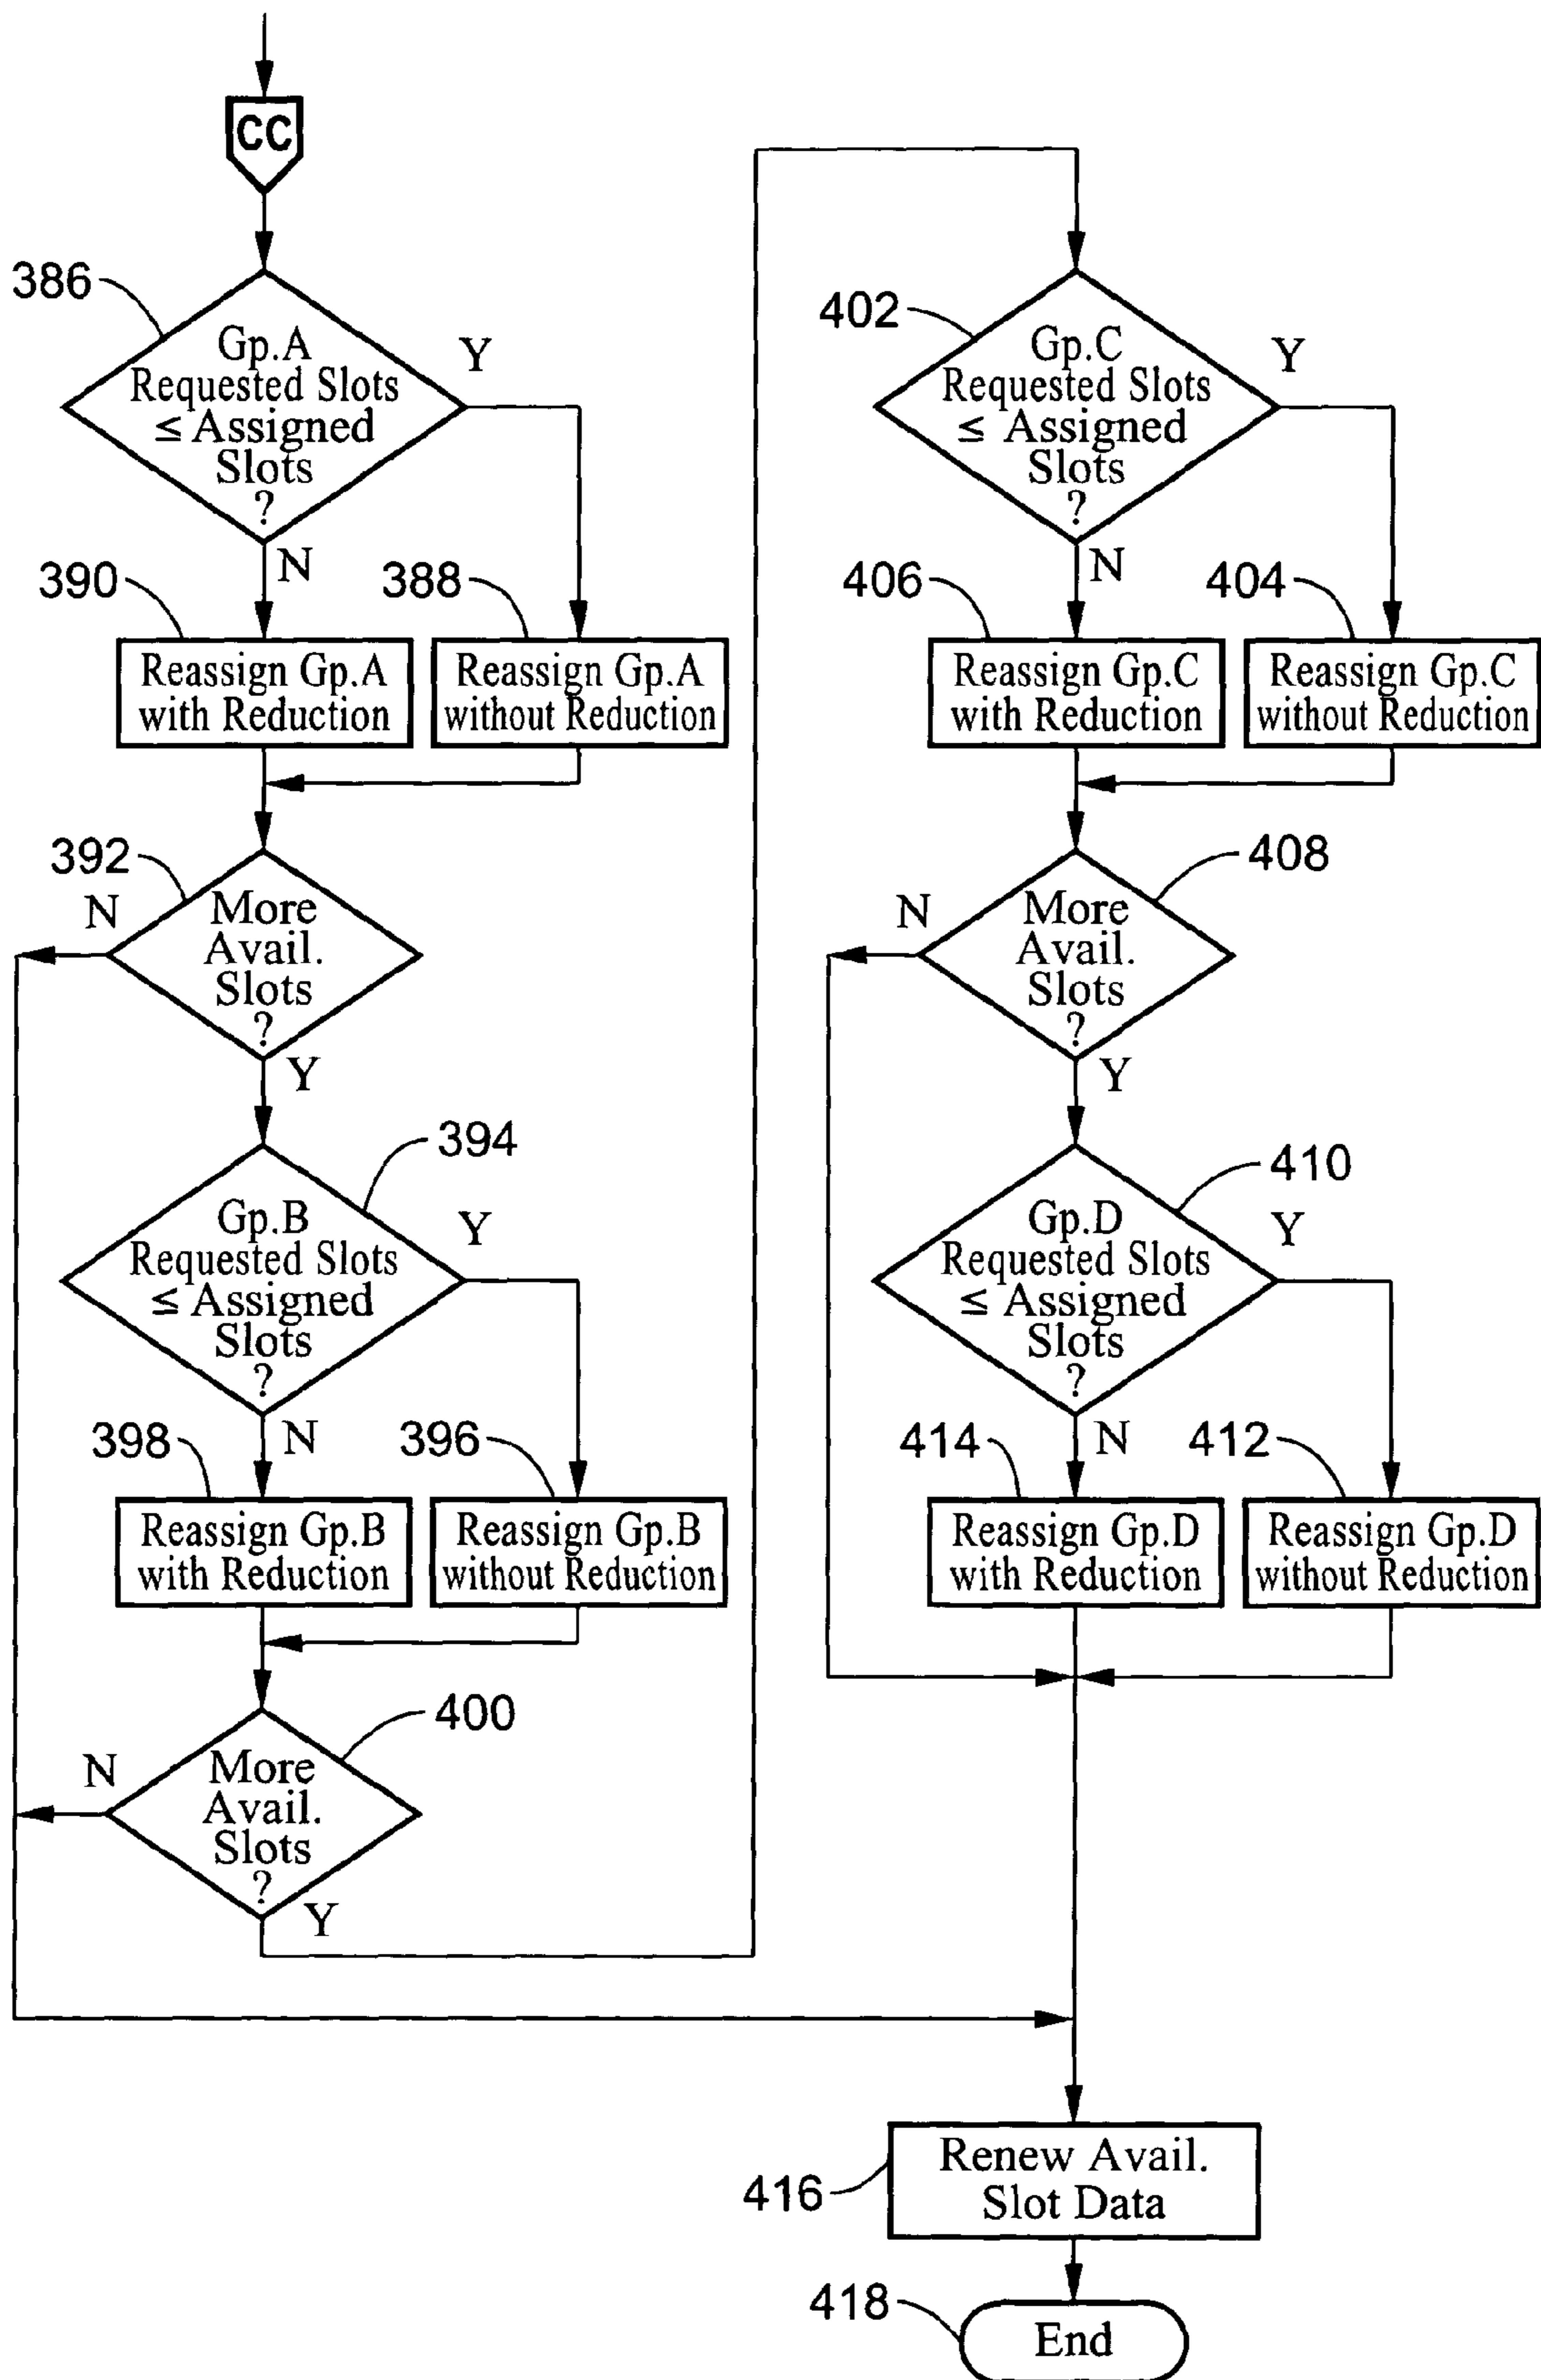 CC
386
Gp.A
Requested Slots
≤ Assigned
Slots
?
Y
N
390
388
Reassign Gp.A
with Reduction
Reassign Gp.A
without Reduction
392
N
More
Avail.
Slots
?
Y
394
Gp.B
Requested Slots
≤ Assigned
Slots
?
Y
N
398
396
Reassign Gp.B
with Reduction
Reassign Gp.B
without Reduction
400
N
More
Avail.
Slots
?
Y
402
Gp.C
Requested Slots
≤ Assigned
Slots
?
Y
N
406
404
Reassign Gp.C
with Reduction
Reassign Gp.C
without Reduction
408
N
More
Avail.
Slots
?
Y
410
Gp.D
Requested Slots
≤ Assigned
Slots
?
Y
N
414
412
Reassign Gp.D
with Reduction
Reassign Gp.D
without Reduction
416
Renew Avail.
Slot Data
418
End